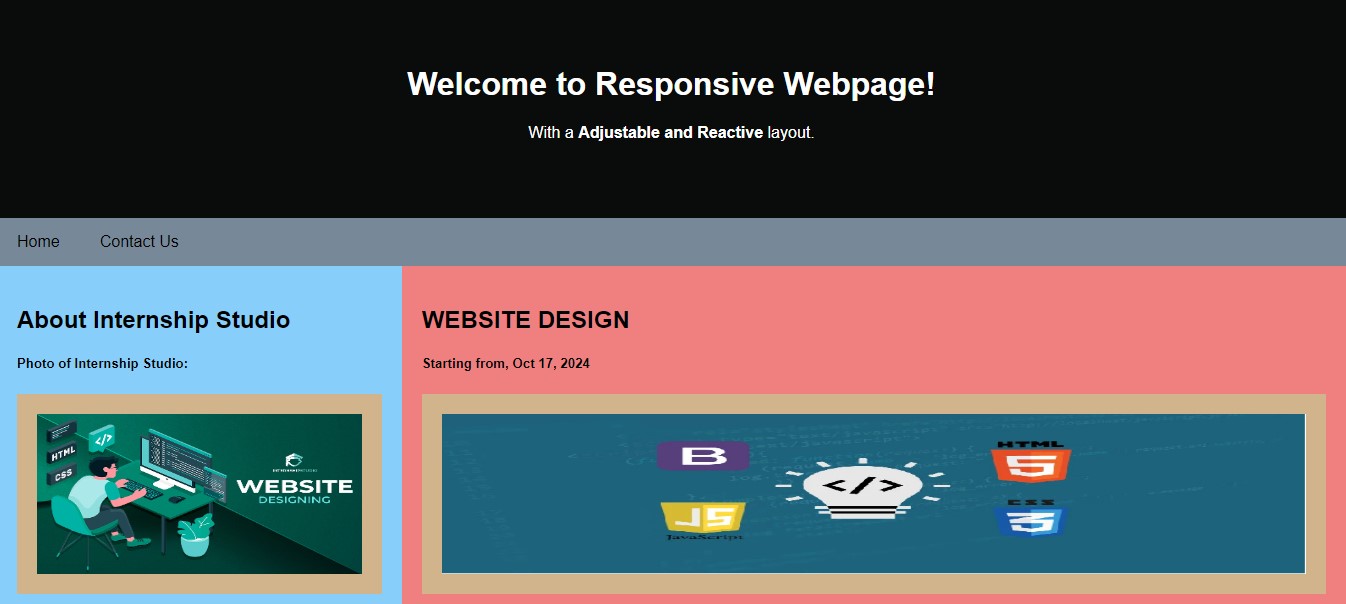 Welcome to Responsive Webpage!
With a Adjustable and Reactive layout.
Home Contact Us
About Internship Studio
Photo of Internship Studio:
HTML
</>
CSS
WEBSITE
DESIGNING
WEBSITE DESIGN
Starting from, Oct 17, 2024
B
HTML
5
</>
JS
JavaScript
CSS
3